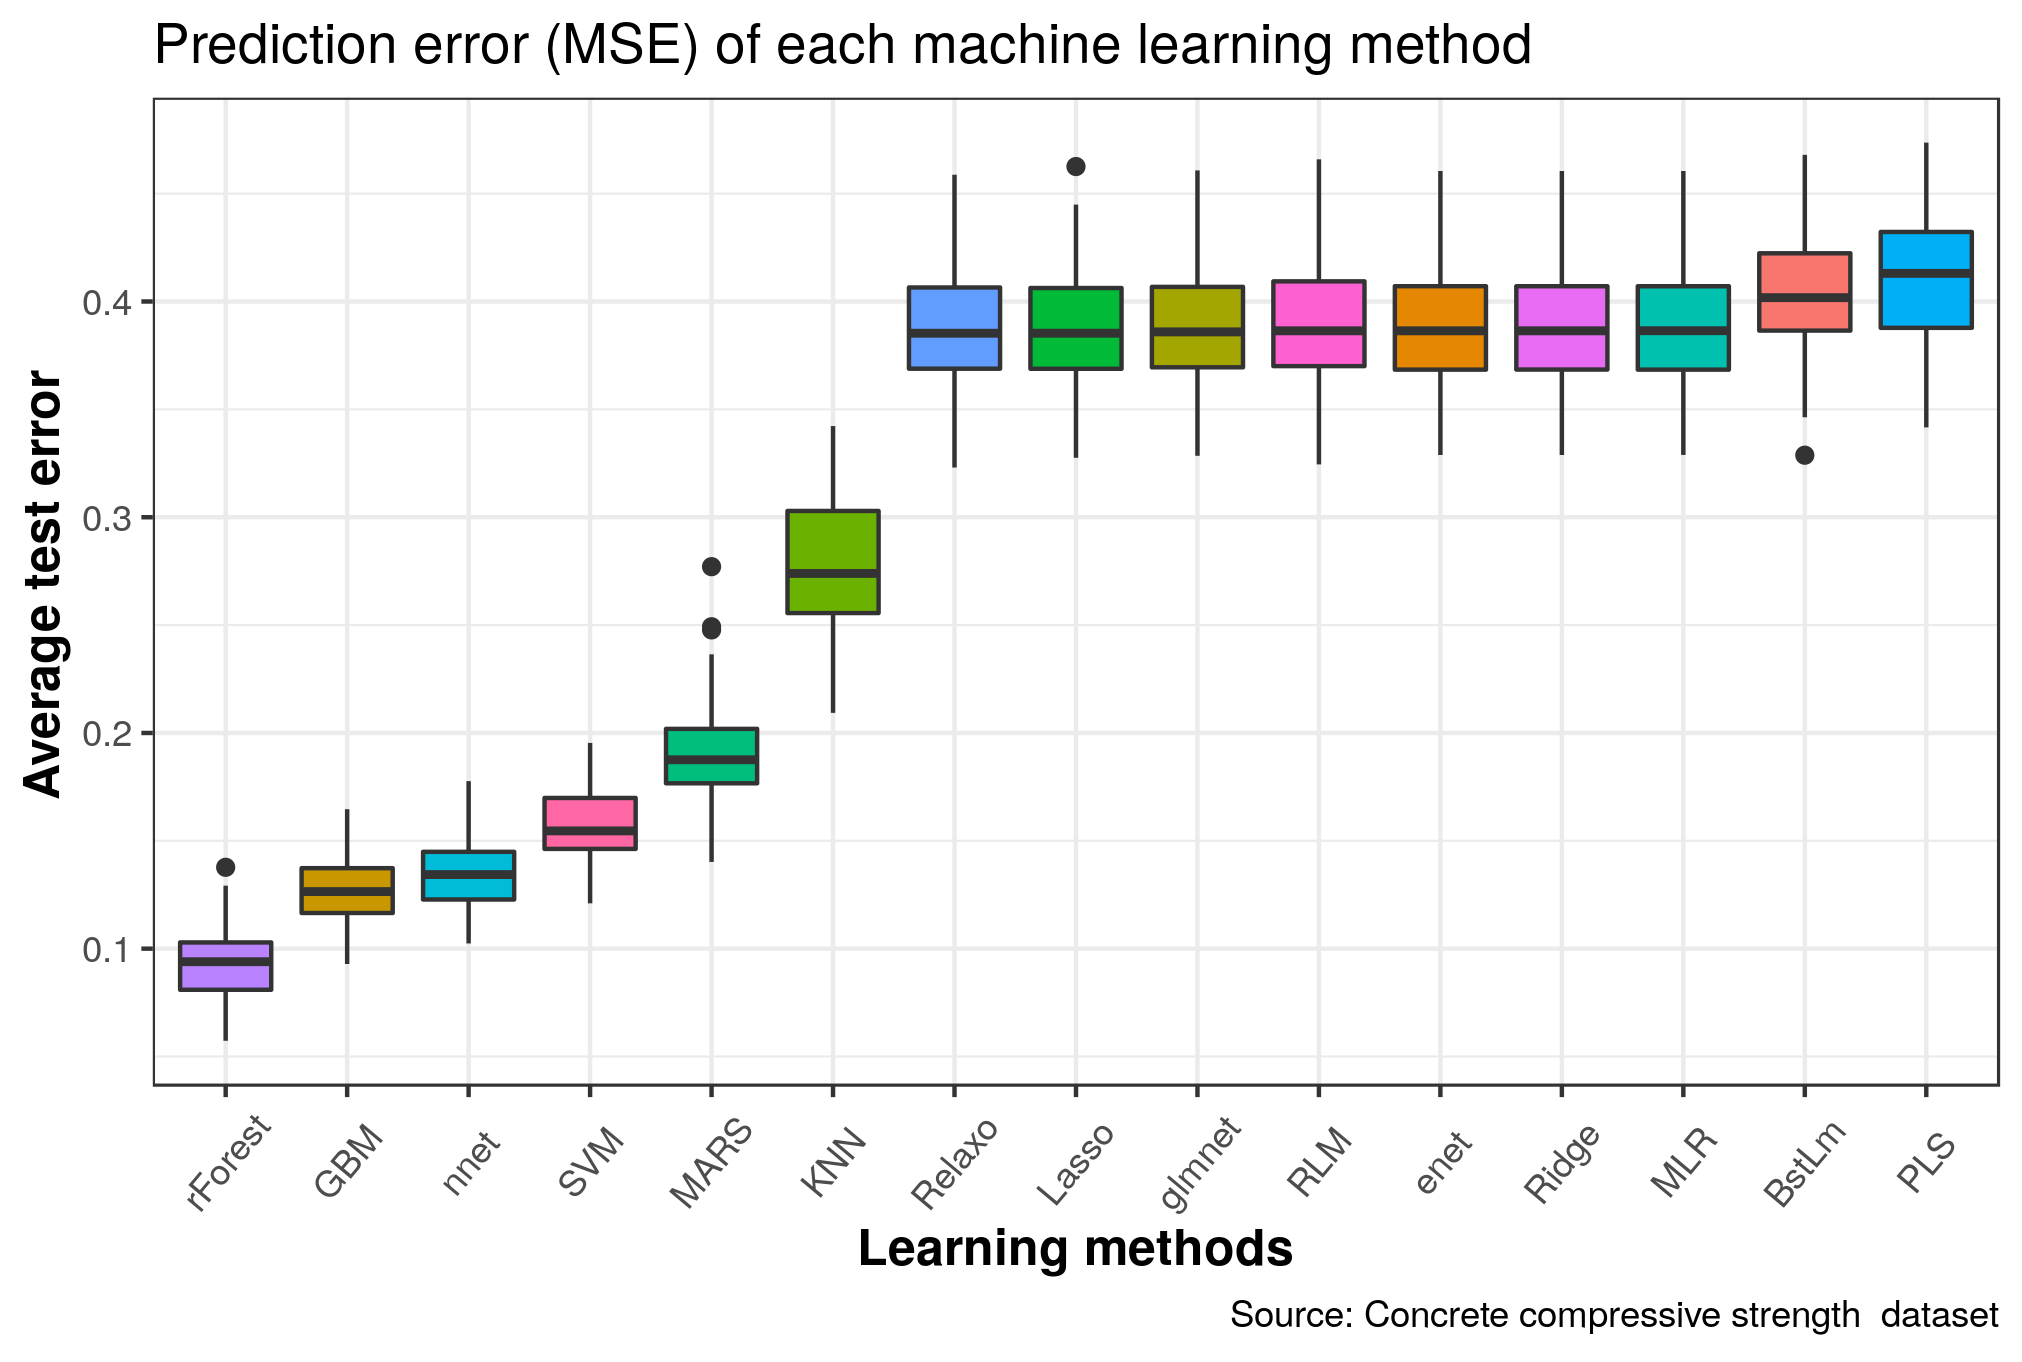 Prediction error (MSE) of each machine learning method
Average test error
0.4
0.3
0.2
0.1
rForest
GBM
nnet
SVM
MARS
KNN
Relaxo
Lasso
glmnet
RLM
enet
Ridge
MLR
BstLm
PLS
Learning methods
Source: Concrete compressive strength  dataset